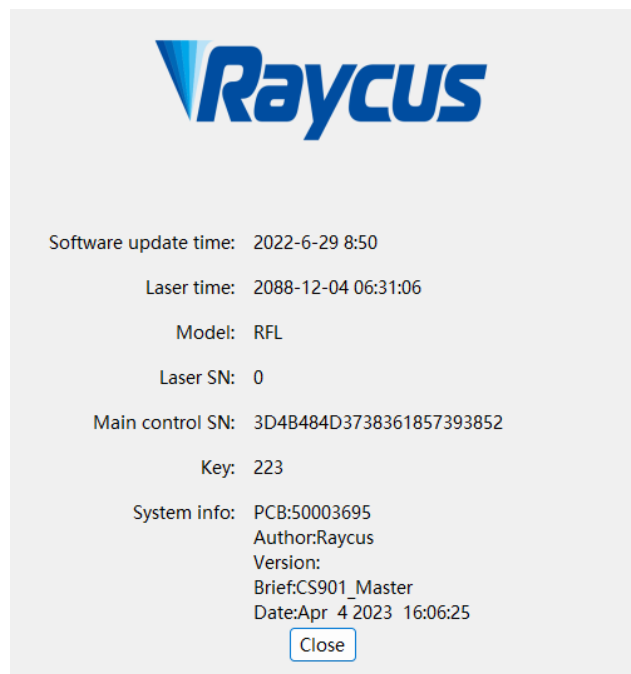 Raycus
Software update time: 2022-6-29 8:50
Laser time: 2088-12-04 06:31:06
Model: RFL
Laser SN: 0
Main control SN: 3D4B484D3738361857393852
Key: 223
System info: PCB:50003695
Author:Raycus
Version:
Brief:CS901_Master
Date:Apr  4 2023  16:06:25
Close